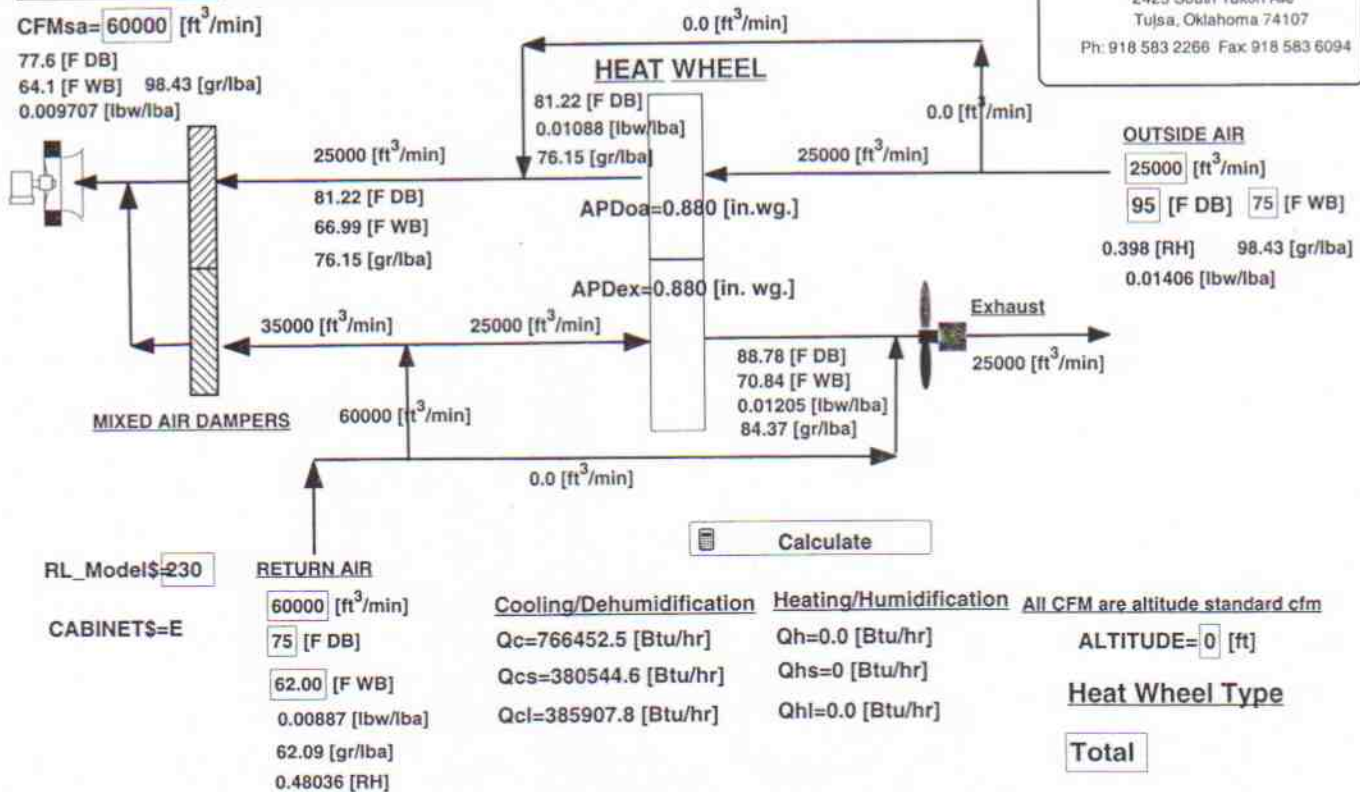 CFMsa= 60000 [ft³/min]
77.6 [F DB]
64.1 [F WB] 98.43 [gr/lba]
0.009707 [lbw/lba]
0.0 [ft³/min]
HEAT WHEEL
81.22 [F DB]
0.01088 [lbw/lba]
76.15 [gr/lba]
Tulsa, Oklahoma 74107
Ph: 918 583 2266 Fax 918 583 6094
0.0 [ft³/min]
OUTSIDE AIR
25000 [ft³/min]
95 [F DB] 75 [F WB]
0.398 [RH] 98.43 [gr/lba]
0.01406 [lbw/lba]
25000 [ft³/min]
25000 [ft³/min]
81.22 [F DB]
66.99 [F WB]
76.15 [gr/lba]
APDoa=0.880 [in.wg.]
APDex=0.880 [in. wg.]
35000 [ft³/min] 25000 [ft³/min]
Exhaust
25000 [ft³/min]
88.78 [F DB]
70.84 [F WB]
0.01205 [lbw/lba]
84.37 [gr/lba]
MIXED AIR DAMPERS
60000 [ft³/min]
0.0 [ft³/min]
Calculate
RL_Model$=230
CABINET$=E
RETURN AIR
60000 [ft³/min]
75 [F DB]
62.00 [F WB]
0.00887 [lbw/lba]
62.09 [gr/lba]
0.48036 [RH]
Cooling/Dehumidification
Qc=766452.5 [Btu/hr]
Qcs=380544.6 [Btu/hr]
Qcl=385907.8 [Btu/hr]
Heating/Humidification
Qh=0.0 [Btu/hr]
Qhs=0 [Btu/hr]
Qhl=0.0 [Btu/hr]
All CFM are altitude standard cfm
ALTITUDE= 0 [ft]
Heat Wheel Type
Total